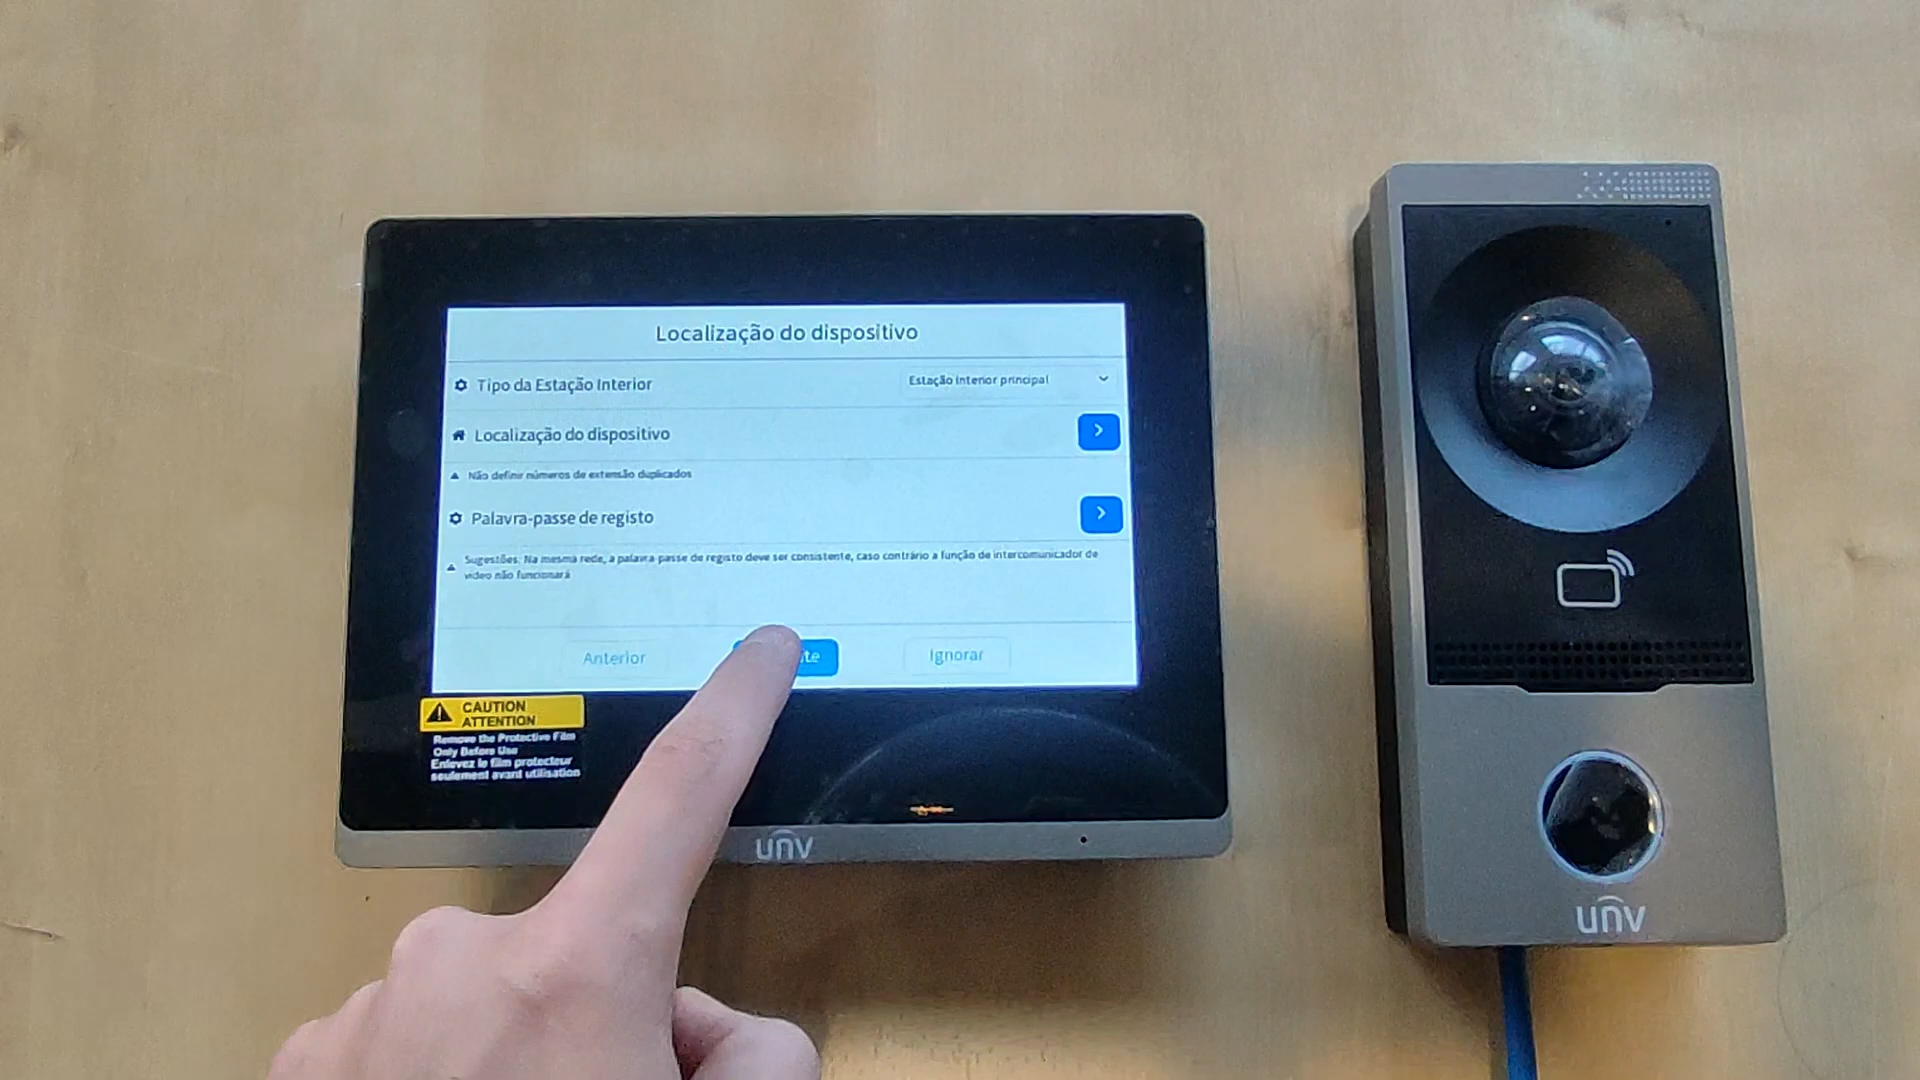 Localização do dispositivo
Tipo da Estação Interior
Estação Interior principal
Localização do dispositivo
Não definir números de extensão duplicados
Palavra-passe de registo
Sugestões: Na mesma rede, a palavra-passe de registo deve ser consistente, caso contrário a função de intercomunicador de
vídeo não funcionará
Anterior
te
Ignorar
CAUTION
ATTENTION
Remove the Protective Film
Only Before Use
Enlevez le film protecteur
seulement avant utilisation
unv
unv